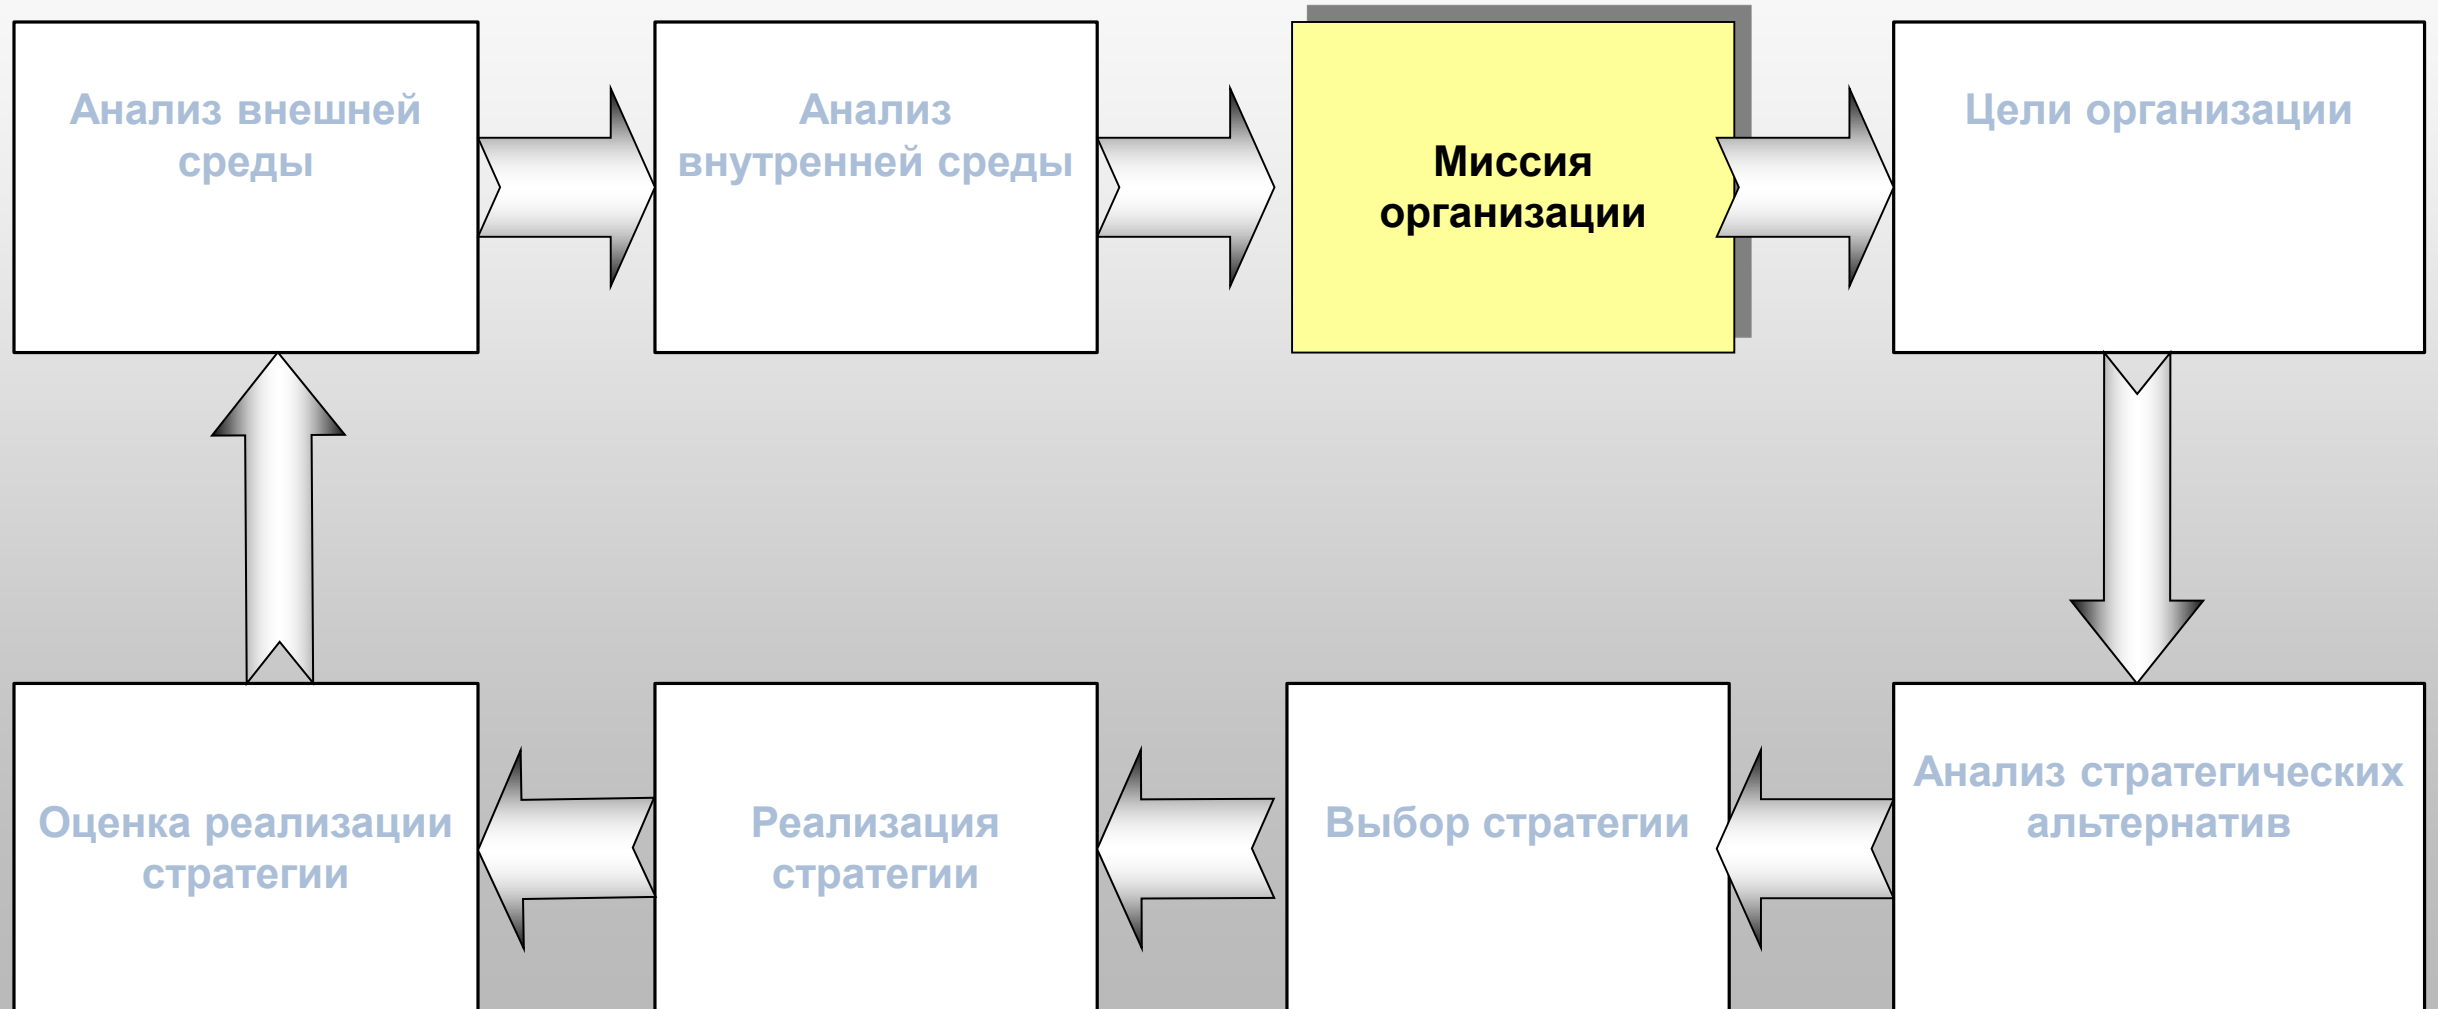 Анализ внешней
среды
Анализ
внутренней среды
Миссия
организации
Цели организации
Оценка реализации
стратегии
Реализация
стратегии
Выбор стратегии
Анализ стратегических
альтернатив